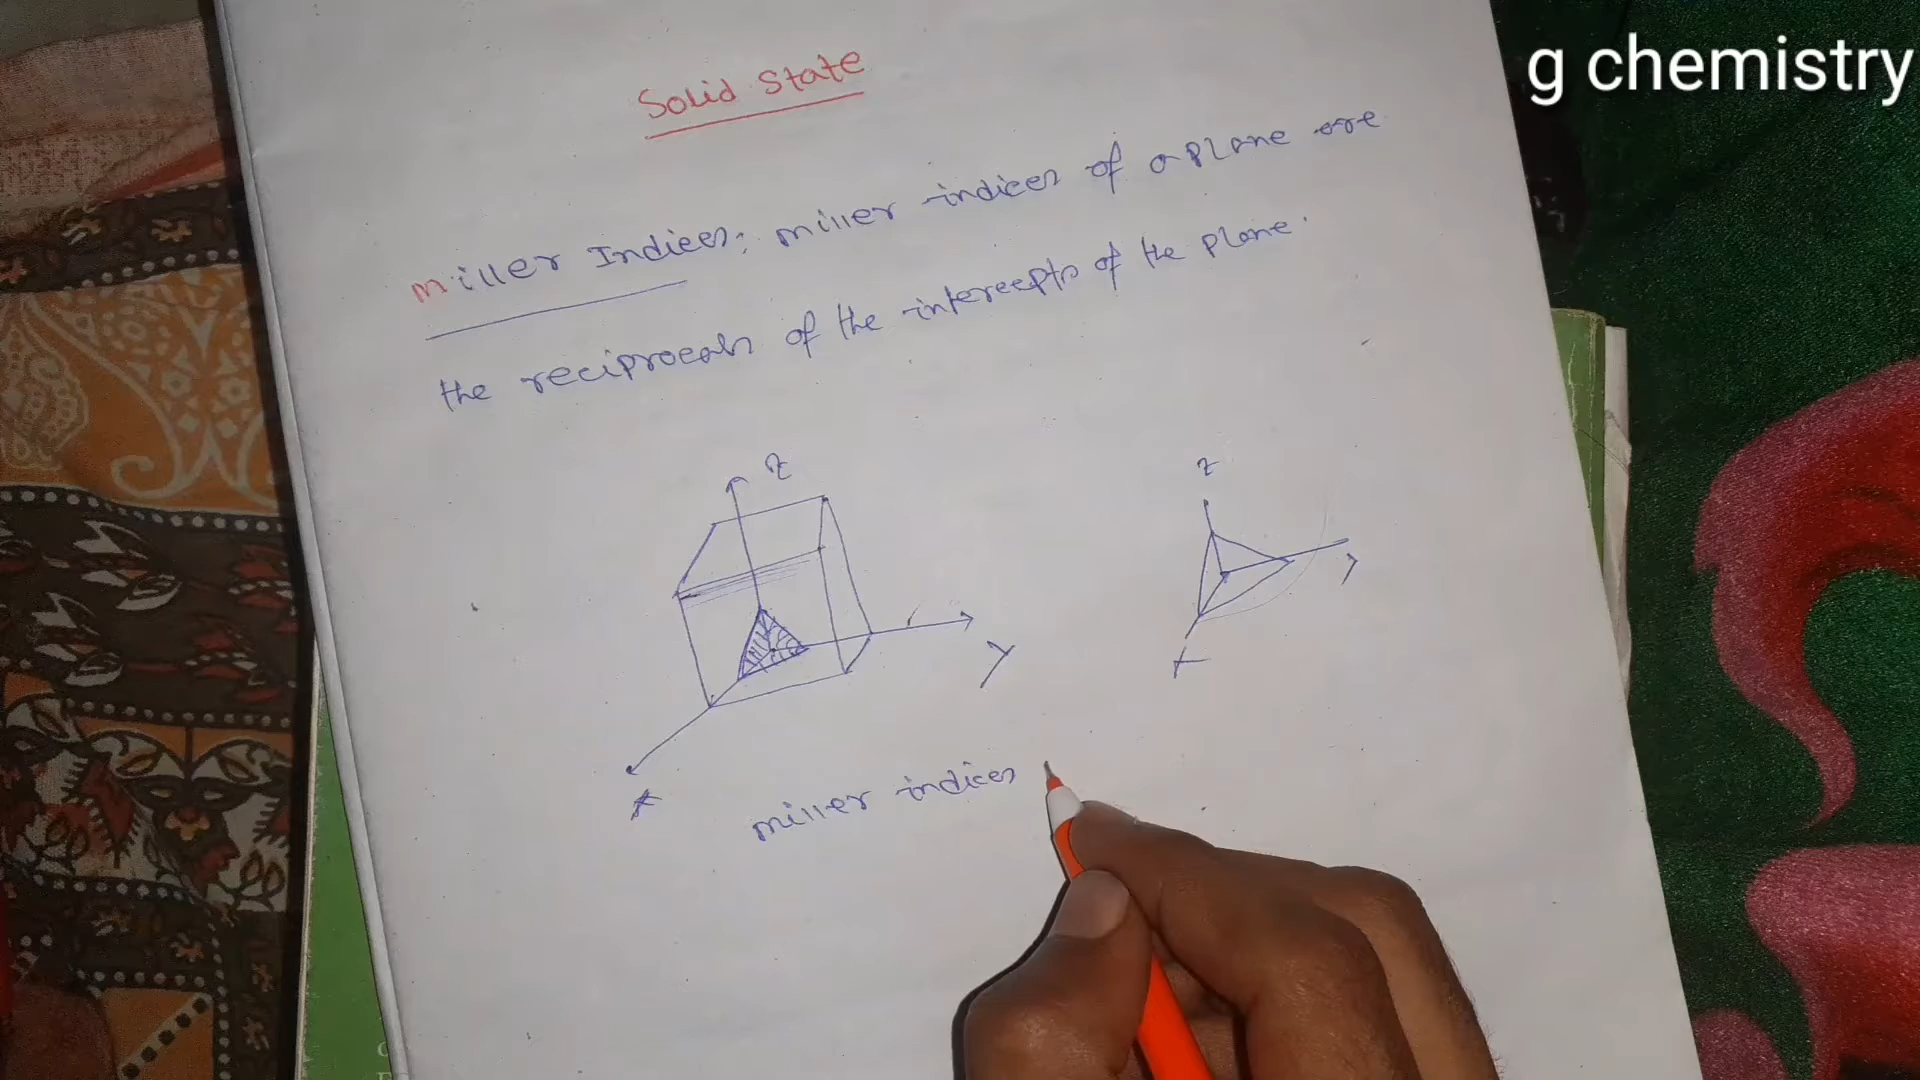 g chemistry
Solid State
Miller Indices: miller indices of a plane are
the reciprocals of the intercepts of the plane.
z
z
y
y
x
x
miller indices